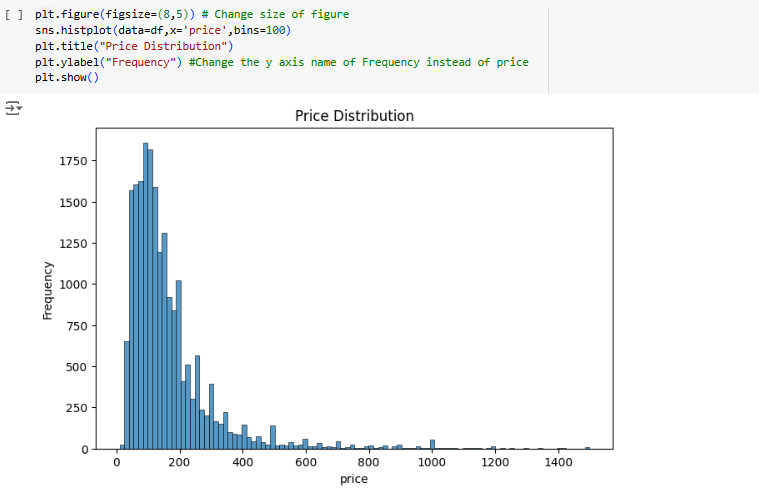 [ ] plt.figure(figsize=(8,5)) # Change size of figure
sns.histplot(data=df,x='price',bins=100)
plt.title("Price Distribution")
plt.ylabel("Frequency") #Change the y axis name of Frequency instead of price
plt.show()
Price Distribution
1750
1500
1250
1000
750
500
250
0
Frequency
0 200 400 600 800 1000 1200 1400
price